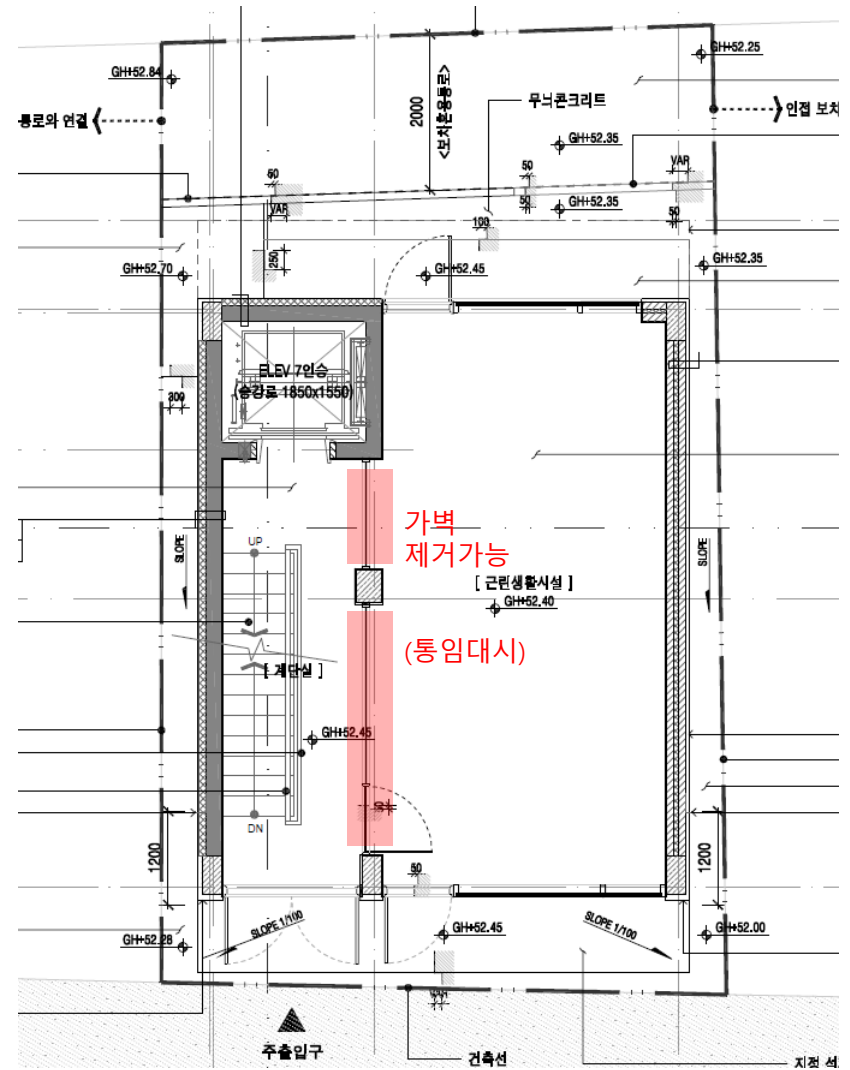 GH+52.25
GH+52.84
2000
<보차혼용통로>
무늬콘크리트
통로와 연결
인접 보차
GH+52.35
50
50
VAR
VAR
50
GH+52.35
50
100
250
GH+52.70
GH+52.45
GH+52.35
ELEV 7인승
(승강로 1850x1550)
300
가벽
제거가능
UP
SLOPE
SLOPE
[ 근린생활시설 ]
GH+52.40
(통임대시)
[ 계단실 ]
GH+52.45
DN
1200
1200
50
SLOPE 1/100
SLOPE 1/100
GH+52.28
GH+52.45
GH+52.00
주출입구
건축선
지정